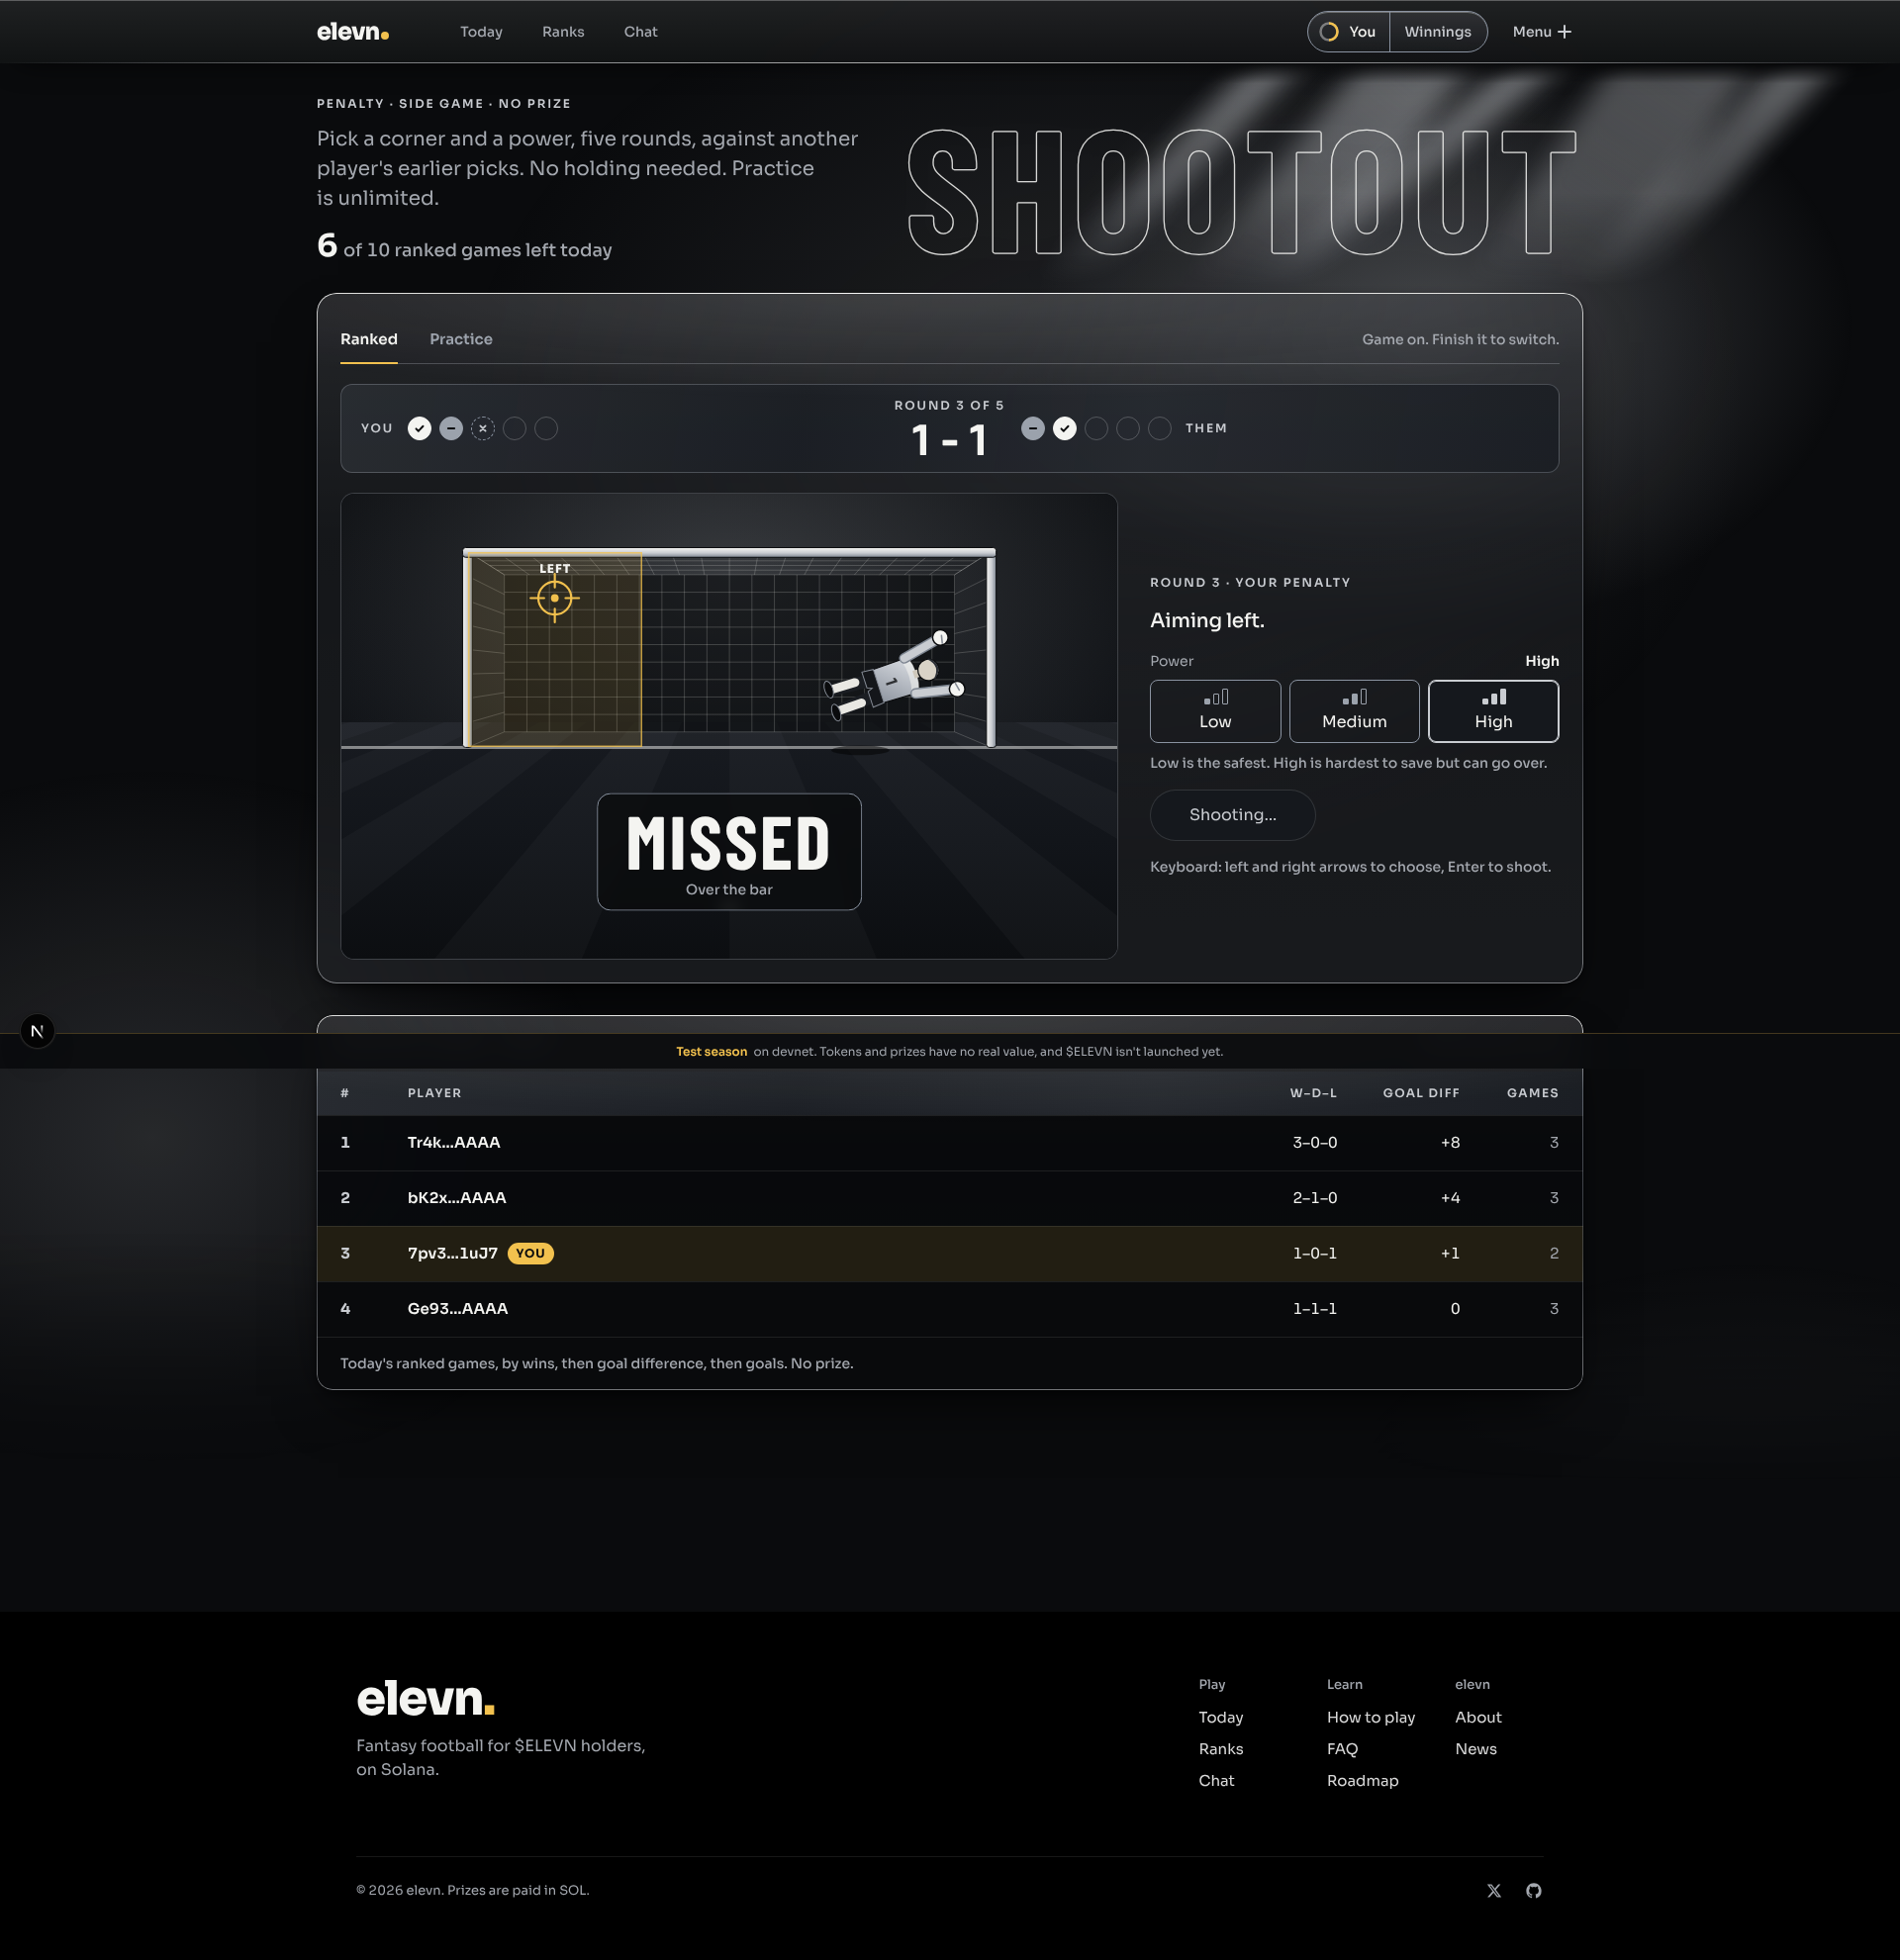 elevn.
Today
Ranks
Chat
You
Winnings
Menu
PENALTY · SIDE GAME · NO PRIZE
Pick a corner and a power, five rounds, against another
player's earlier picks. No holding needed. Practice
is unlimited.
6 of 10 ranked games left today
SHOOTOUT
Ranked
Practice
Game on. Finish it to switch.
YOU
ROUND 3 OF 5
1 - 1
THEM
LEFT
1
MISSED
Over the bar
ROUND 3 · YOUR PENALTY
Aiming left.
Power
High
Low
Medium
High
Low is the safest. High is hardest to save but can go over.
Shooting...
Keyboard: left and right arrows to choose, Enter to shoot.
N
Test season on devnet. Tokens and prizes have no real value, and $ELEVN isn't launched yet.
# PLAYER W–D–L GOAL DIFF GAMES
1 Tr4k...AAAA 3–0–0 +8 3
2 bK2x...AAAA 2–1–0 +4 3
3 7pv3...1uJ7 YOU 1–0–1 +1 2
4 Ge93...AAAA 1–1–1 0 3
Today's ranked games, by wins, then goal difference, then goals. No prize.
elevn.
Fantasy football for $ELEVN holders,
on Solana.
Play
Today
Ranks
Chat
Learn
How to play
FAQ
Roadmap
elevn
About
News
© 2026 elevn. Prizes are paid in SOL.